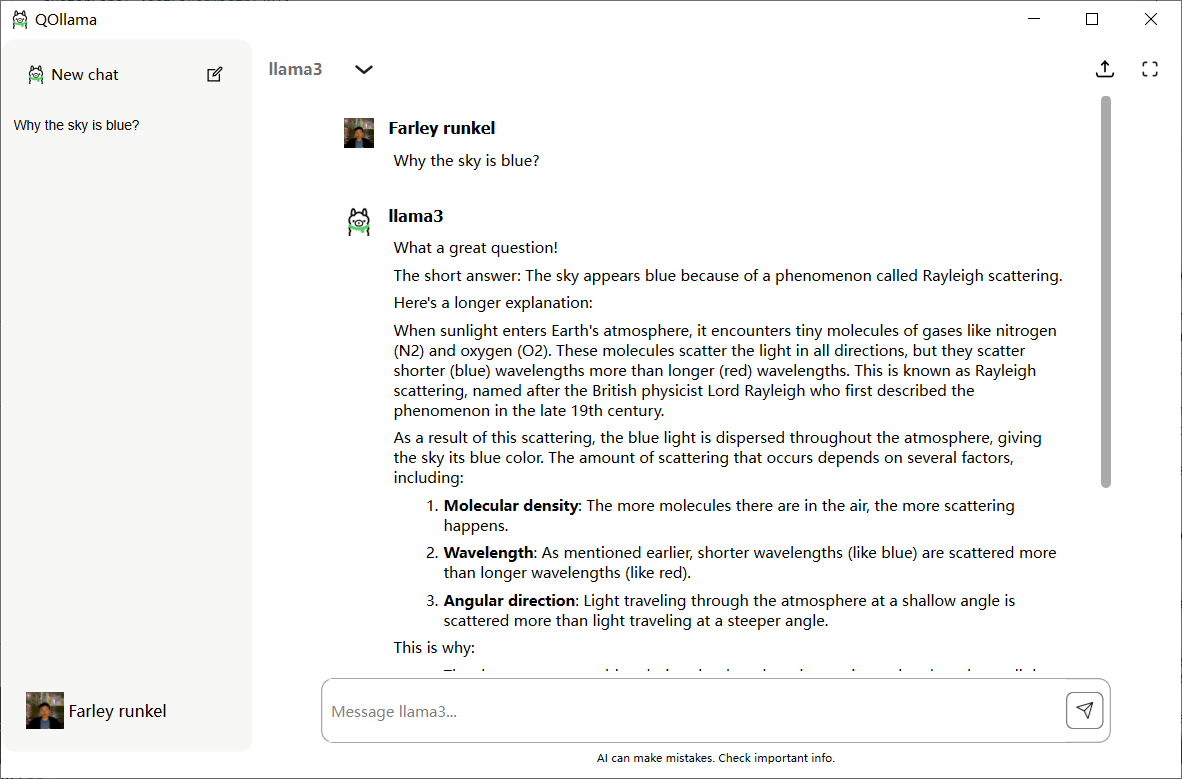 QOllama
New chat
Why the sky is blue?
Farley runkel
llama3
Farley runkel
Why the sky is blue?
llama3
What a great question!
The short answer: The sky appears blue because of a phenomenon called Rayleigh scattering.
Here's a longer explanation:
When sunlight enters Earth's atmosphere, it encounters tiny molecules of gases like nitrogen
(N2) and oxygen (O2). These molecules scatter the light in all directions, but they scatter
shorter (blue) wavelengths more than longer (red) wavelengths. This is known as Rayleigh
scattering, named after the British physicist Lord Rayleigh who first described the
phenomenon in the late 19th century.
As a result of this scattering, the blue light is dispersed throughout the atmosphere, giving
the sky its blue color. The amount of scattering that occurs depends on several factors,
including:
1. Molecular density: The more molecules there are in the air, the more scattering
happens.
2. Wavelength: As mentioned earlier, shorter wavelengths (like blue) are scattered more
than longer wavelengths (like red).
3. Angular direction: Light traveling through the atmosphere at a shallow angle is
scattered more than light traveling at a steeper angle.
This is why:
Message llama3...
AI can make mistakes. Check important info.